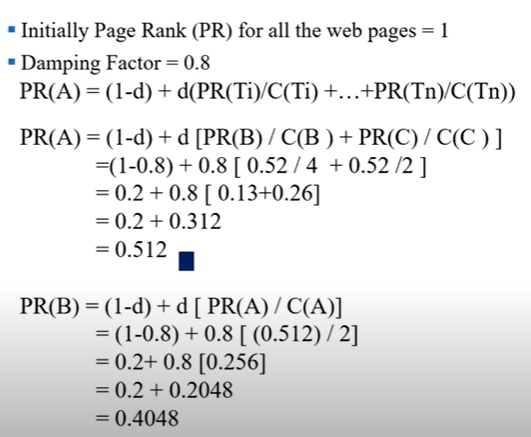 ▪ Initially Page Rank (PR) for all the web pages = 1
▪ Damping Factor = 0.8
PR(A) = (1-d) + d(PR(Ti)/C(Ti) +…+PR(Tn)/C(Tn))
PR(A) = (1-d) + d [PR(B) / C(B ) + PR(C) / C(C ) ]
=(1-0.8) + 0.8 [ 0.52 / 4 + 0.52 /2 ]
= 0.2 + 0.8 [ 0.13+0.26]
= 0.2 + 0.312
= 0.512
PR(B) = (1-d) + d [ PR(A) / C(A)]
= (1-0.8) + 0.8 [ (0.512) / 2]
= 0.2+ 0.8 [0.256]
= 0.2 + 0.2048
= 0.4048